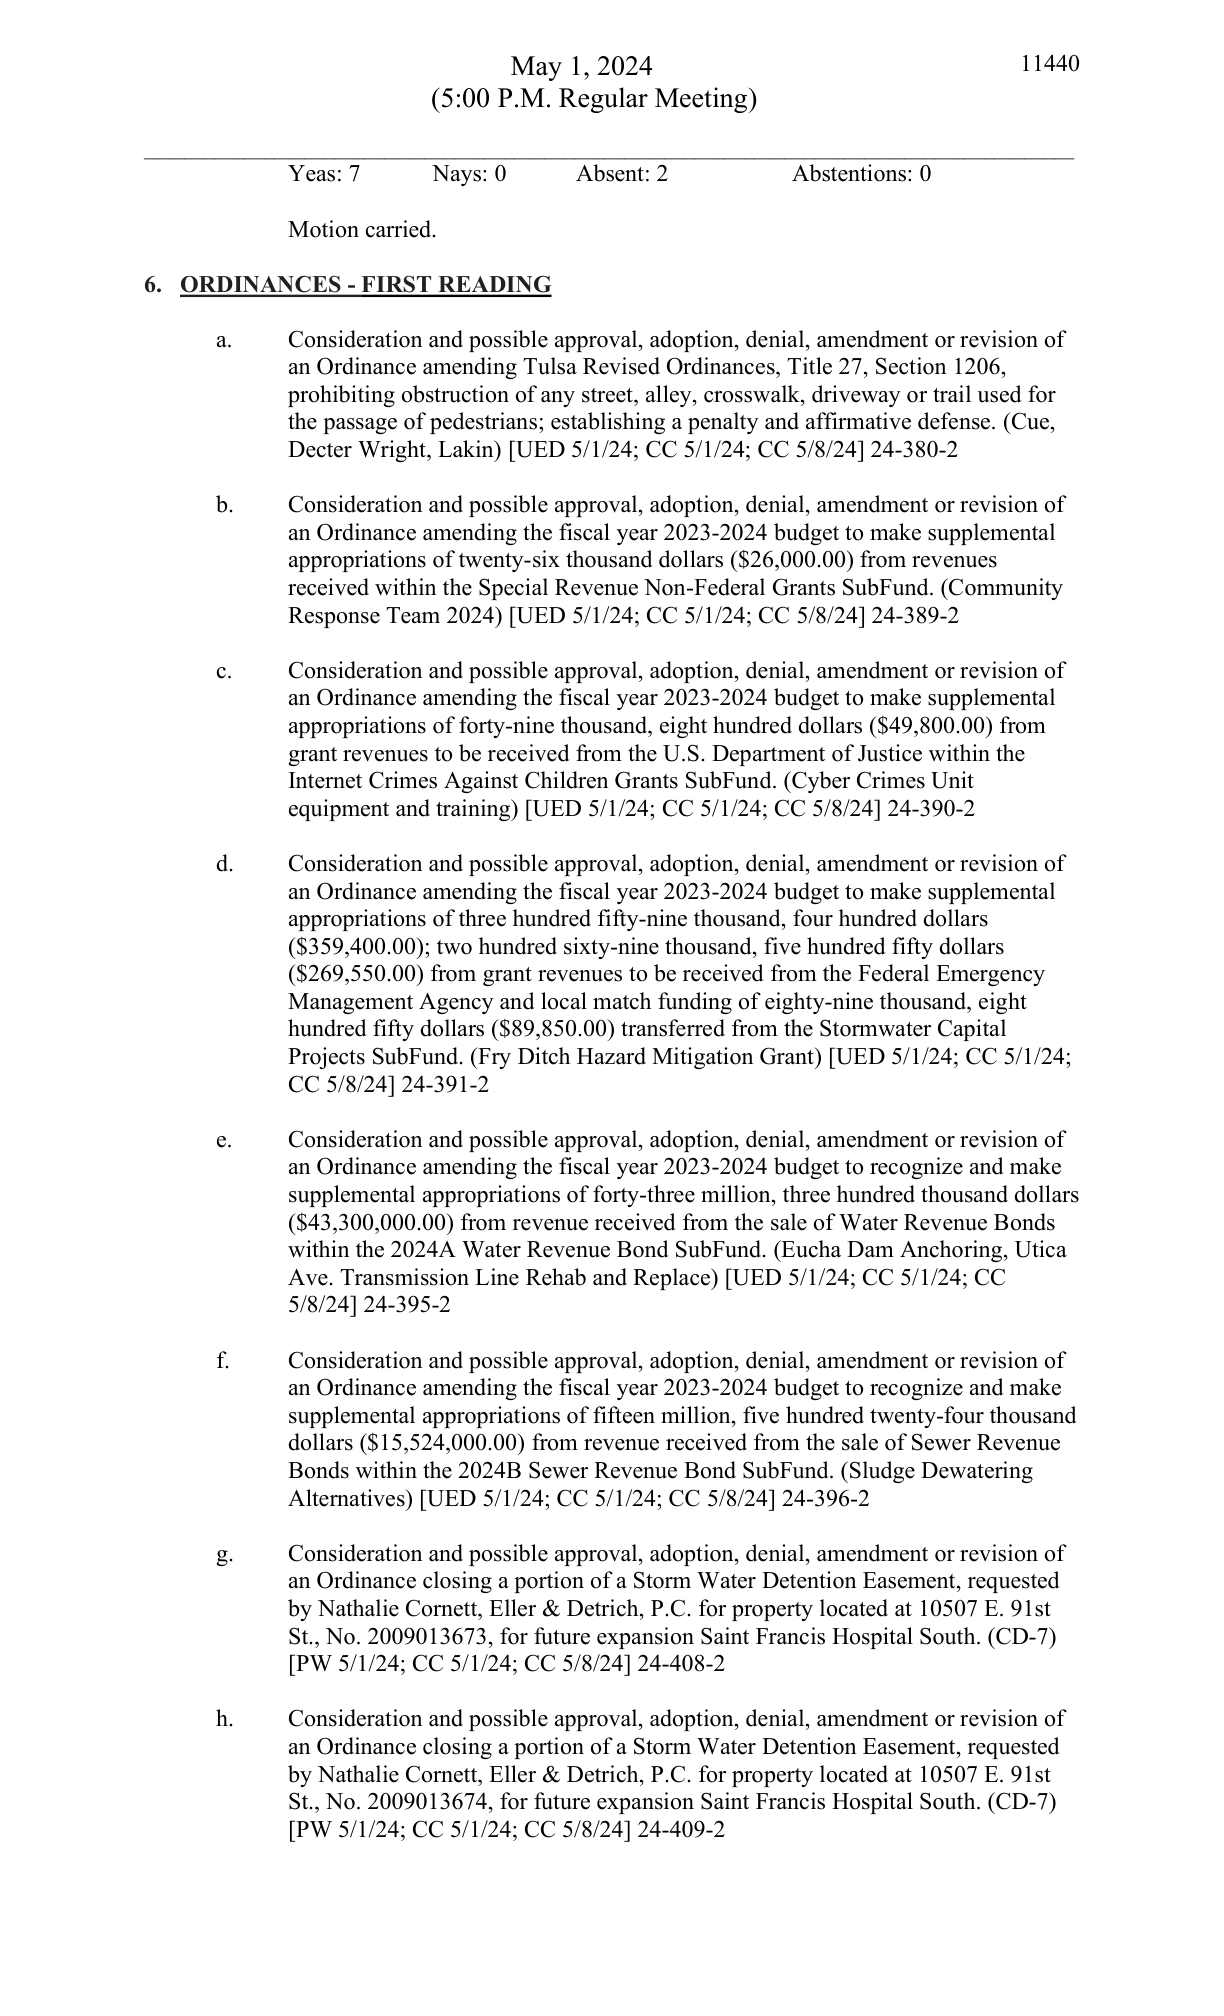 May 1, 2024
11440
(5:00 P.M. Regular Meeting)
Yeas: 7 Nays: 0 Absent: 2 Abstentions: 0
Motion carried.
6. ORDINANCES - FIRST READING
a. Consideration and possible approval, adoption, denial, amendment or revision of
an Ordinance amending Tulsa Revised Ordinances, Title 27, Section 1206,
prohibiting obstruction of any street, alley, crosswalk, driveway or trail used for
the passage of pedestrians; establishing a penalty and affirmative defense. (Cue,
Decter Wright, Lakin) [UED 5/1/24; CC 5/1/24; CC 5/8/24] 24-380-2
b. Consideration and possible approval, adoption, denial, amendment or revision of
an Ordinance amending the fiscal year 2023-2024 budget to make supplemental
appropriations of twenty-six thousand dollars ($26,000.00) from revenues
received within the Special Revenue Non-Federal Grants SubFund. (Community
Response Team 2024) [UED 5/1/24; CC 5/1/24; CC 5/8/24] 24-389-2
c. Consideration and possible approval, adoption, denial, amendment or revision of
an Ordinance amending the fiscal year 2023-2024 budget to make supplemental
appropriations of forty-nine thousand, eight hundred dollars ($49,800.00) from
grant revenues to be received from the U.S. Department of Justice within the
Internet Crimes Against Children Grants SubFund. (Cyber Crimes Unit
equipment and training) [UED 5/1/24; CC 5/1/24; CC 5/8/24] 24-390-2
d. Consideration and possible approval, adoption, denial, amendment or revision of
an Ordinance amending the fiscal year 2023-2024 budget to make supplemental
appropriations of three hundred fifty-nine thousand, four hundred dollars
($359,400.00); two hundred sixty-nine thousand, five hundred fifty dollars
($269,550.00) from grant revenues to be received from the Federal Emergency
Management Agency and local match funding of eighty-nine thousand, eight
hundred fifty dollars ($89,850.00) transferred from the Stormwater Capital
Projects SubFund. (Fry Ditch Hazard Mitigation Grant) [UED 5/1/24; CC 5/1/24;
CC 5/8/24] 24-391-2
e. Consideration and possible approval, adoption, denial, amendment or revision of
an Ordinance amending the fiscal year 2023-2024 budget to recognize and make
supplemental appropriations of forty-three million, three hundred thousand dollars
($43,300,000.00) from revenue received from the sale of Water Revenue Bonds
within the 2024A Water Revenue Bond SubFund. (Eucha Dam Anchoring, Utica
Ave. Transmission Line Rehab and Replace) [UED 5/1/24; CC 5/1/24; CC
5/8/24] 24-395-2
f. Consideration and possible approval, adoption, denial, amendment or revision of
an Ordinance amending the fiscal year 2023-2024 budget to recognize and make
supplemental appropriations of fifteen million, five hundred twenty-four thousand
dollars ($15,524,000.00) from revenue received from the sale of Sewer Revenue
Bonds within the 2024B Sewer Revenue Bond SubFund. (Sludge Dewatering
Alternatives) [UED 5/1/24; CC 5/1/24; CC 5/8/24] 24-396-2
g. Consideration and possible approval, adoption, denial, amendment or revision of
an Ordinance closing a portion of a Storm Water Detention Easement, requested
by Nathalie Cornett, Eller & Detrich, P.C. for property located at 10507 E. 91st
St., No. 2009013673, for future expansion Saint Francis Hospital South. (CD-7)
[PW 5/1/24; CC 5/1/24; CC 5/8/24] 24-408-2
h. Consideration and possible approval, adoption, denial, amendment or revision of
an Ordinance closing a portion of a Storm Water Detention Easement, requested
by Nathalie Cornett, Eller & Detrich, P.C. for property located at 10507 E. 91st
St., No. 2009013674, for future expansion Saint Francis Hospital South. (CD-7)
[PW 5/1/24; CC 5/1/24; CC 5/8/24] 24-409-2